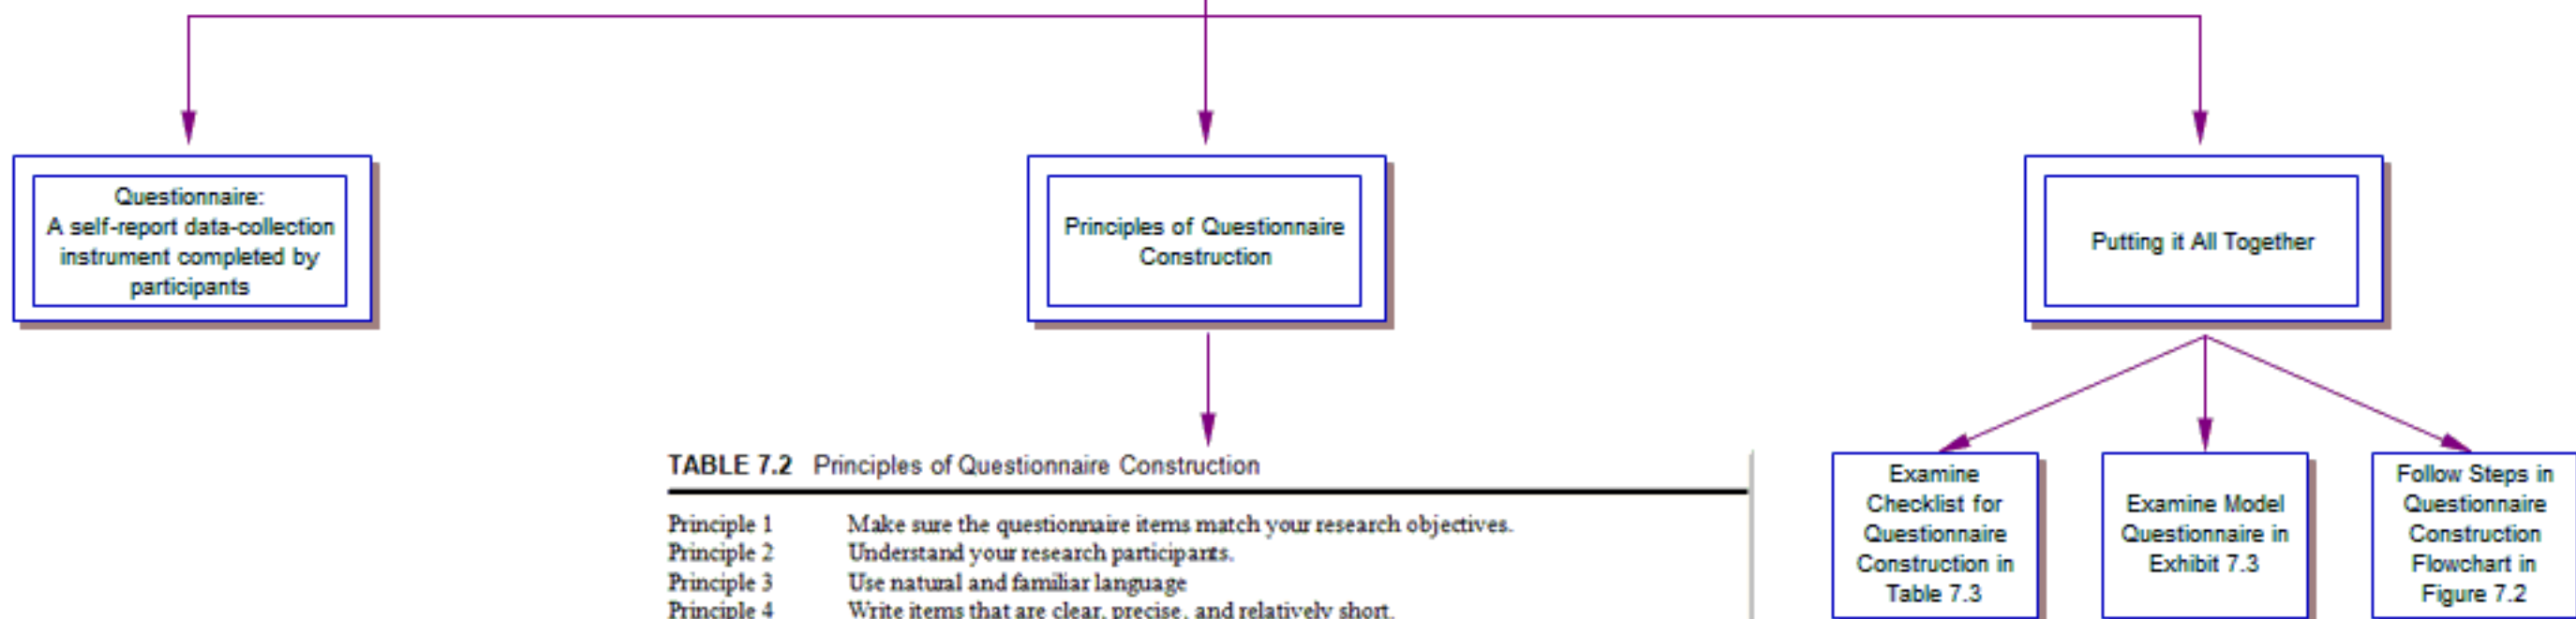 Questionnaire:
A self-report data-collection
instrument completed by
participants
Principles of Questionnaire
Construction
Putting it All Together
TABLE 7.2 Principles of Questionnaire Construction
Principle 1 Make sure the questionnaire items match your research objectives.
Principle 2 Understand your research participants.
Principle 3 Use natural and familiar language
Principle 4 Write items that are clear, precise, and relatively short.
Examine
Checklist for
Questionnaire
Construction in
Table 7.3
Examine Model
Questionnaire in
Exhibit 7.3
Follow Steps in
Questionnaire
Construction
Flowchart in
Figure 7.2